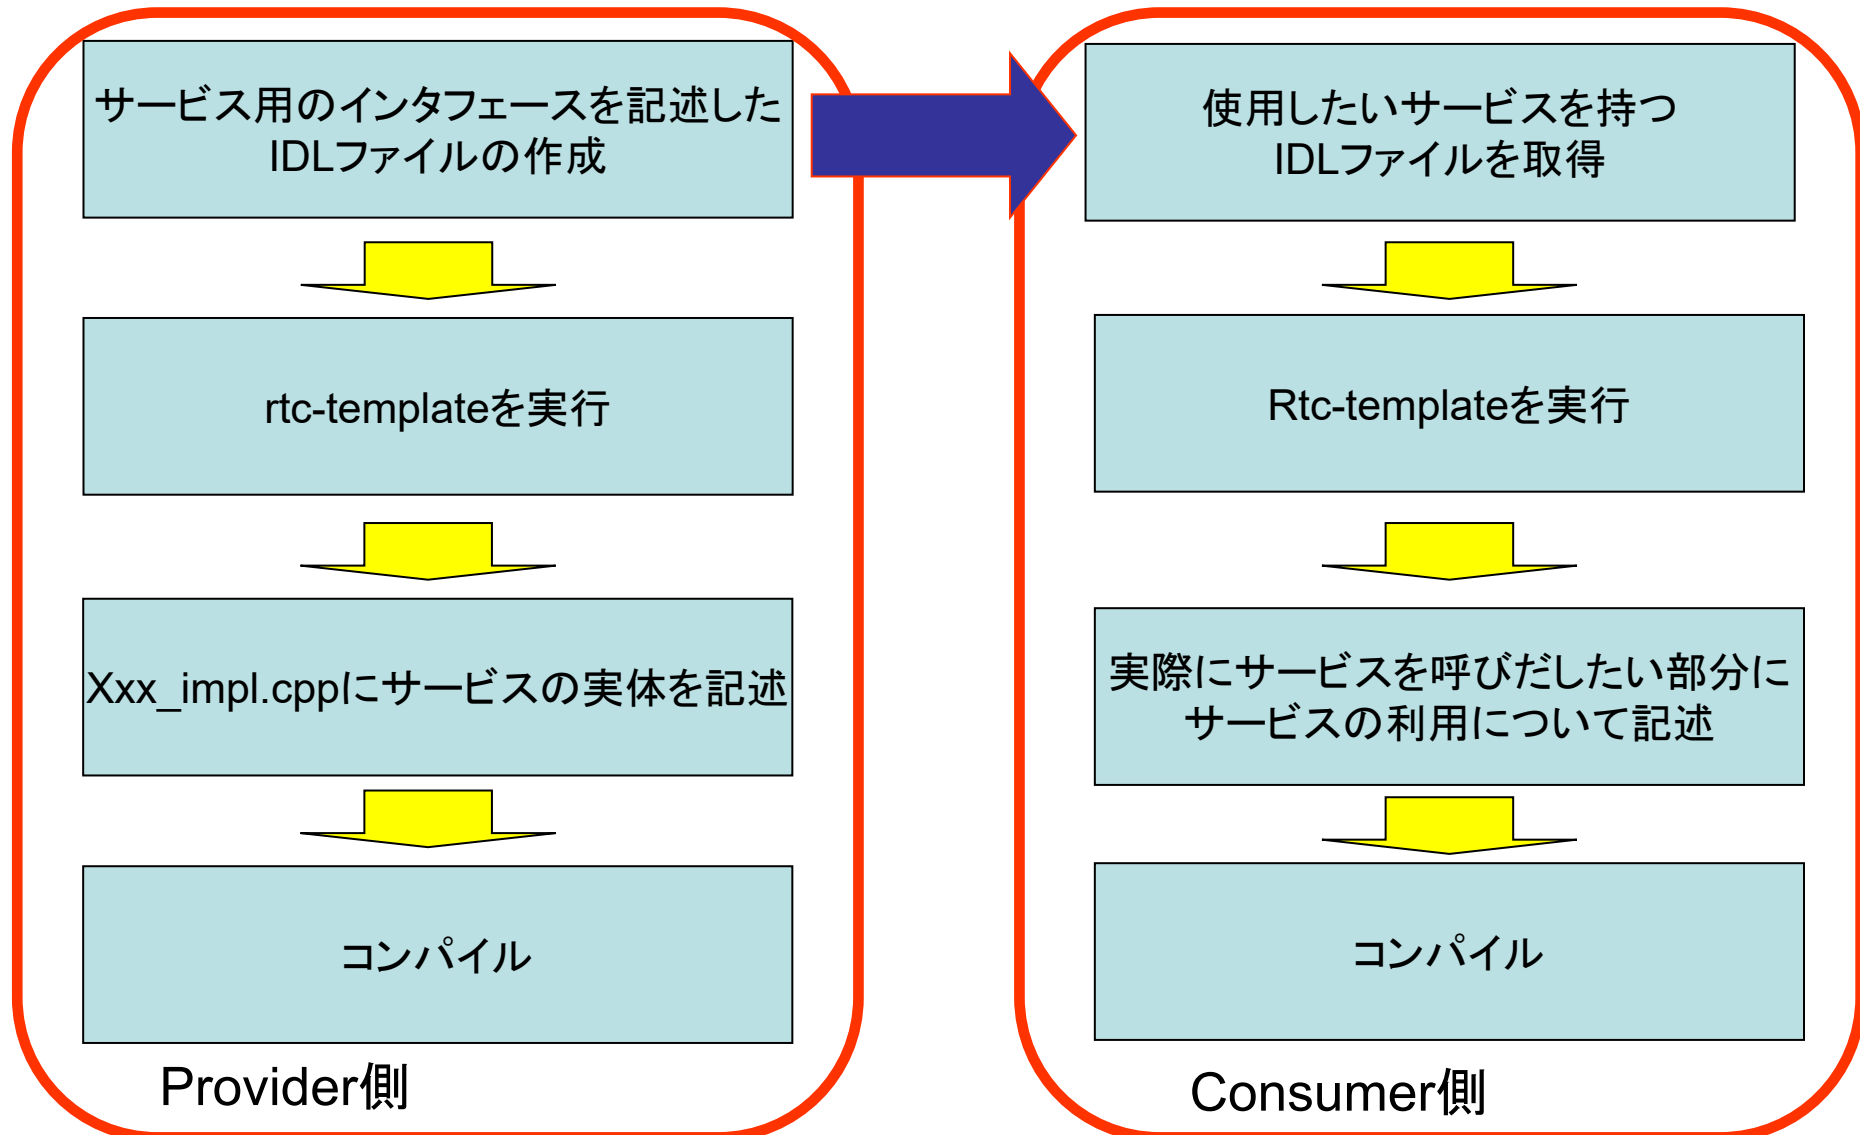 サービス用のインタフェースを記述した
IDLファイルの作成
rtc-templateを実行
Xxx_impl.cppにサービスの実体を記述
コンパイル
Provider側
使用したいサービスを持つ
IDLファイルを取得
Rtc-templateを実行
実際にサービスを呼びだしたい部分に
サービスの利用について記述
コンパイル
Consumer側